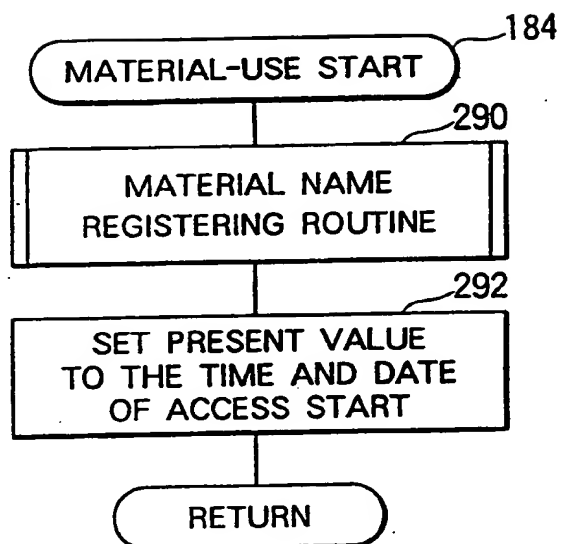 184
MATERIAL-USE START
290
MATERIAL NAME
REGISTERING ROUTINE
292
SET PRESENT VALUE
TO THE TIME AND DATE
OF ACCESS START
RETURN